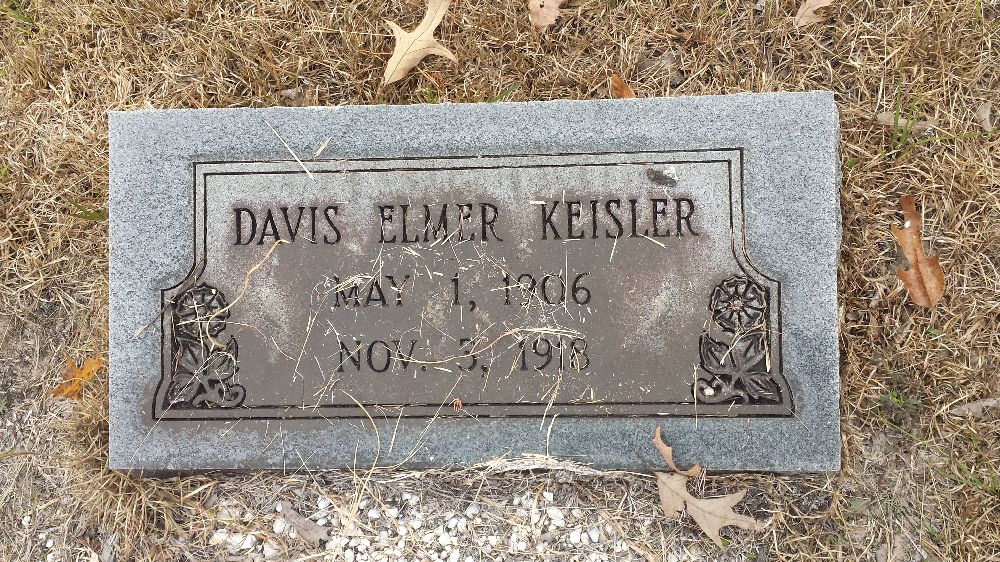 DAVIS ELMER KEISLER
MAY 1, 1906
NOV. 3, 1918